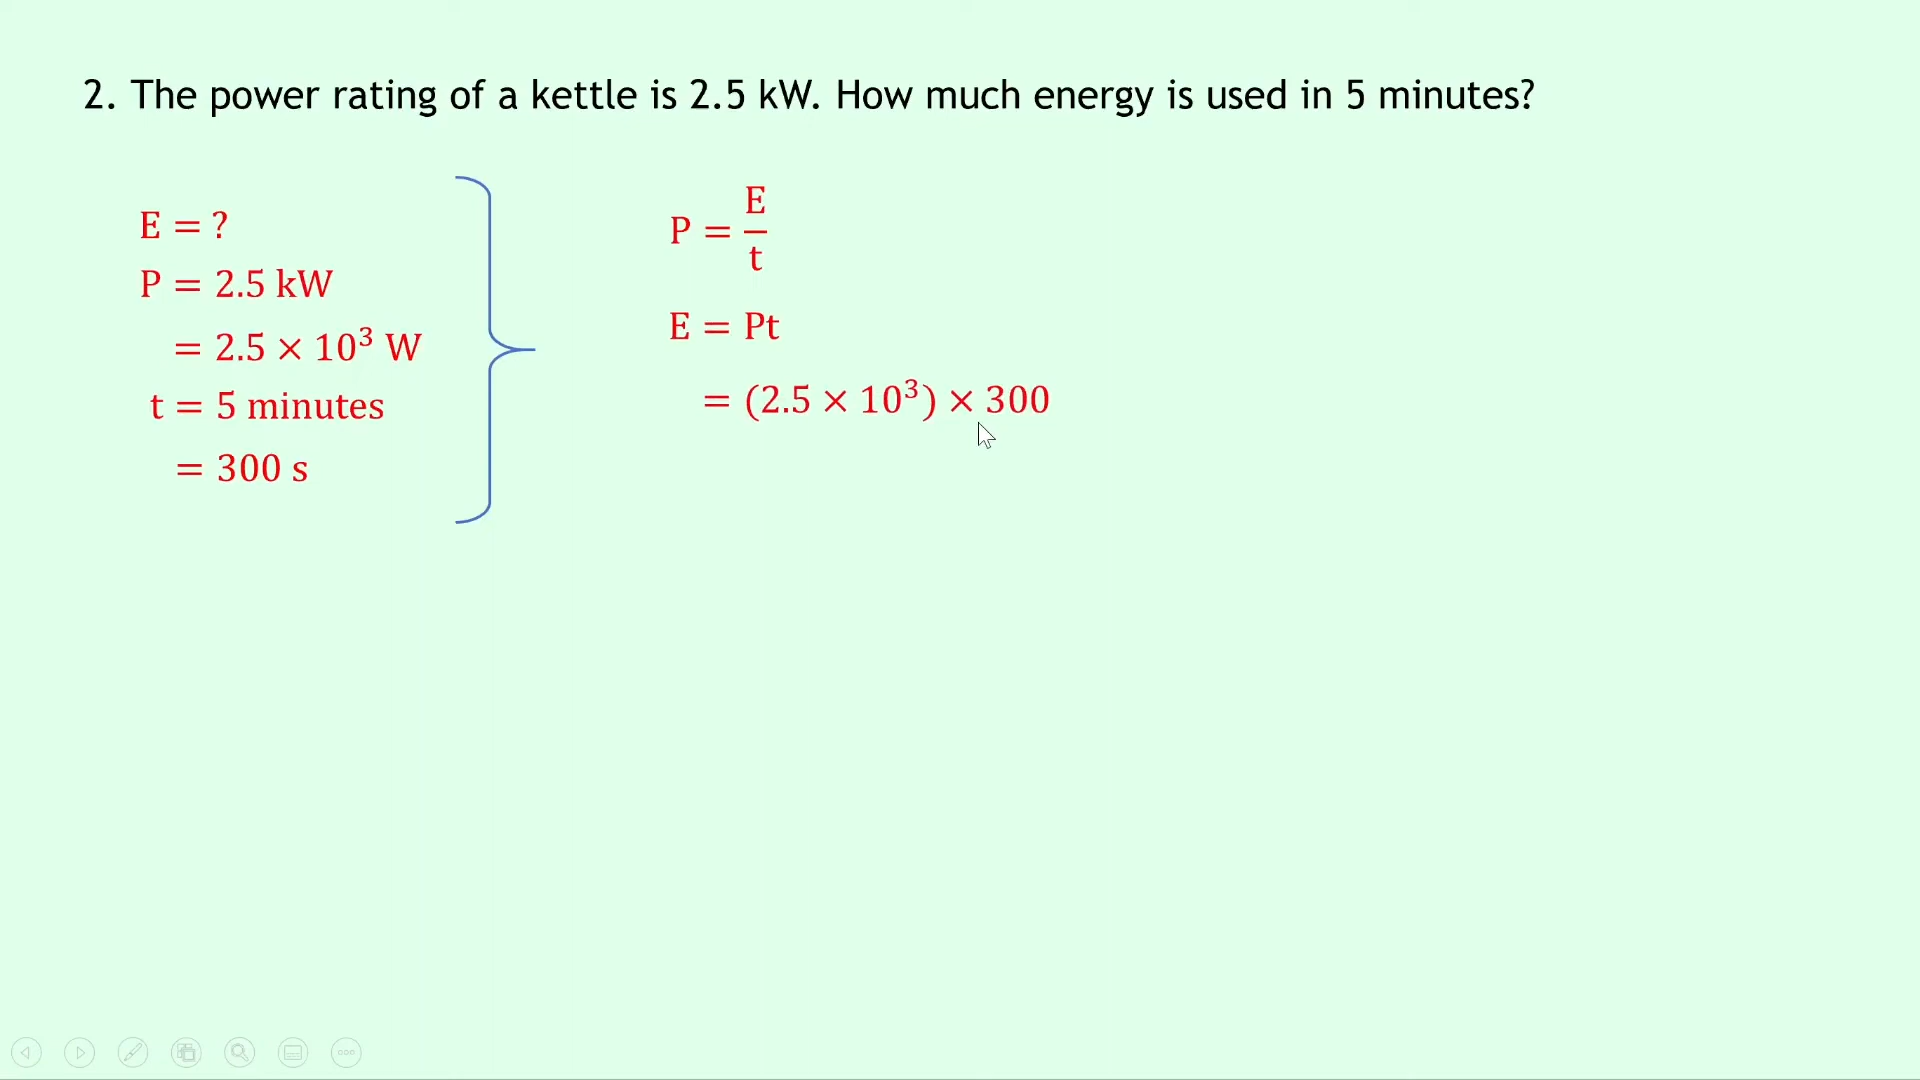 2. The power rating of a kettle is 2.5 kW. How much energy is used in 5 minutes?
E = ?
P = 2.5 kW
= 2.5 × 10³ W
t = 5 minutes
= 300 s
P = E/t
E = Pt
= (2.5 × 10³) × 300